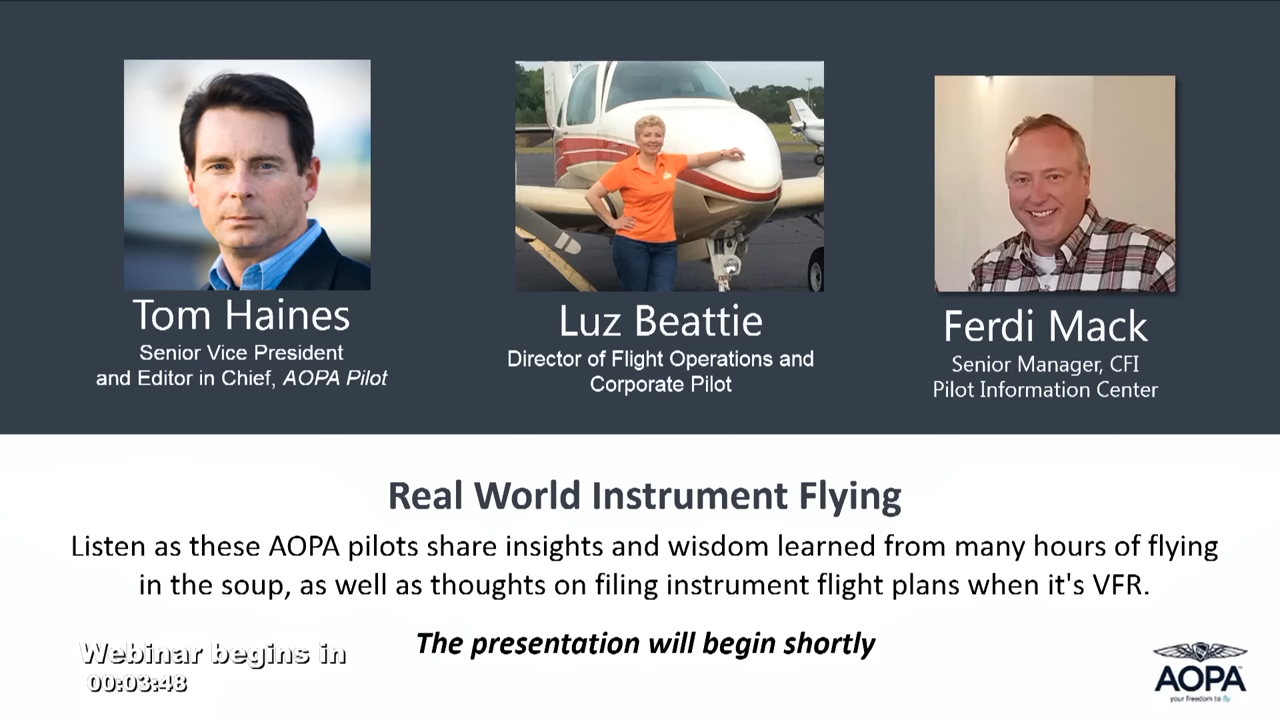 Tom Haines
Senior Vice President
and Editor in Chief, AOPA Pilot
Luz Beattie
Director of Flight Operations and
Corporate Pilot
Ferdi Mack
Senior Manager, CFI
Pilot Information Center
Real World Instrument Flying
Listen as these AOPA pilots share insights and wisdom learned from many hours of flying
in the soup, as well as thoughts on filing instrument flight plans when it's VFR.
The presentation will begin shortly
Webinar begins in
00:03:48
AOPA
your freedom to fly